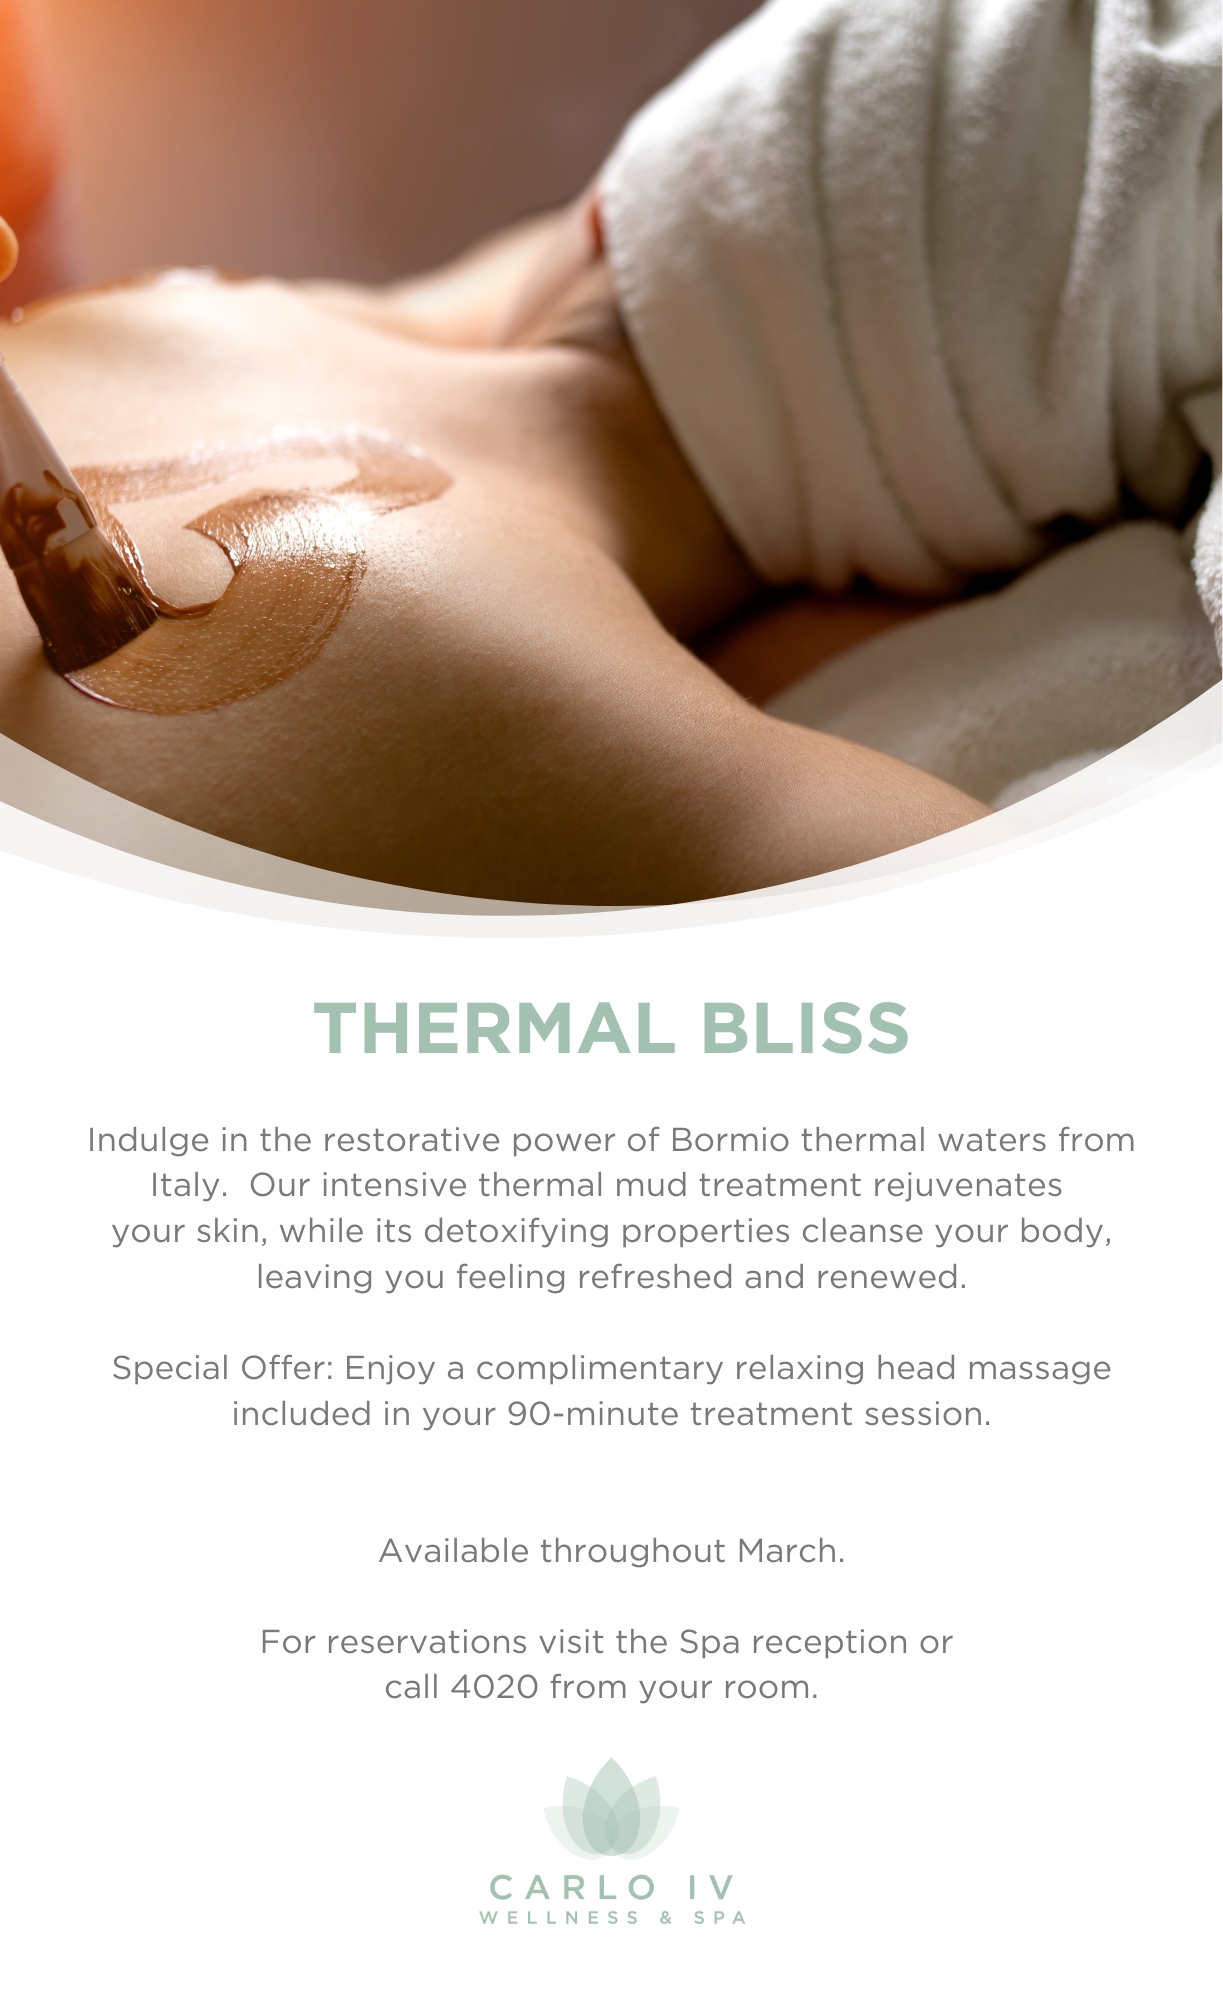 THERMAL BLISS
Indulge in the restorative power of Bormio thermal waters from
Italy.  Our intensive thermal mud treatment rejuvenates
your skin, while its detoxifying properties cleanse your body,
leaving you feeling refreshed and renewed.
Special Offer: Enjoy a complimentary relaxing head massage
included in your 90-minute treatment session.
Available throughout March.
For reservations visit the Spa reception or
call 4020 from your room.
CARLO IV
WELLNESS & SPA